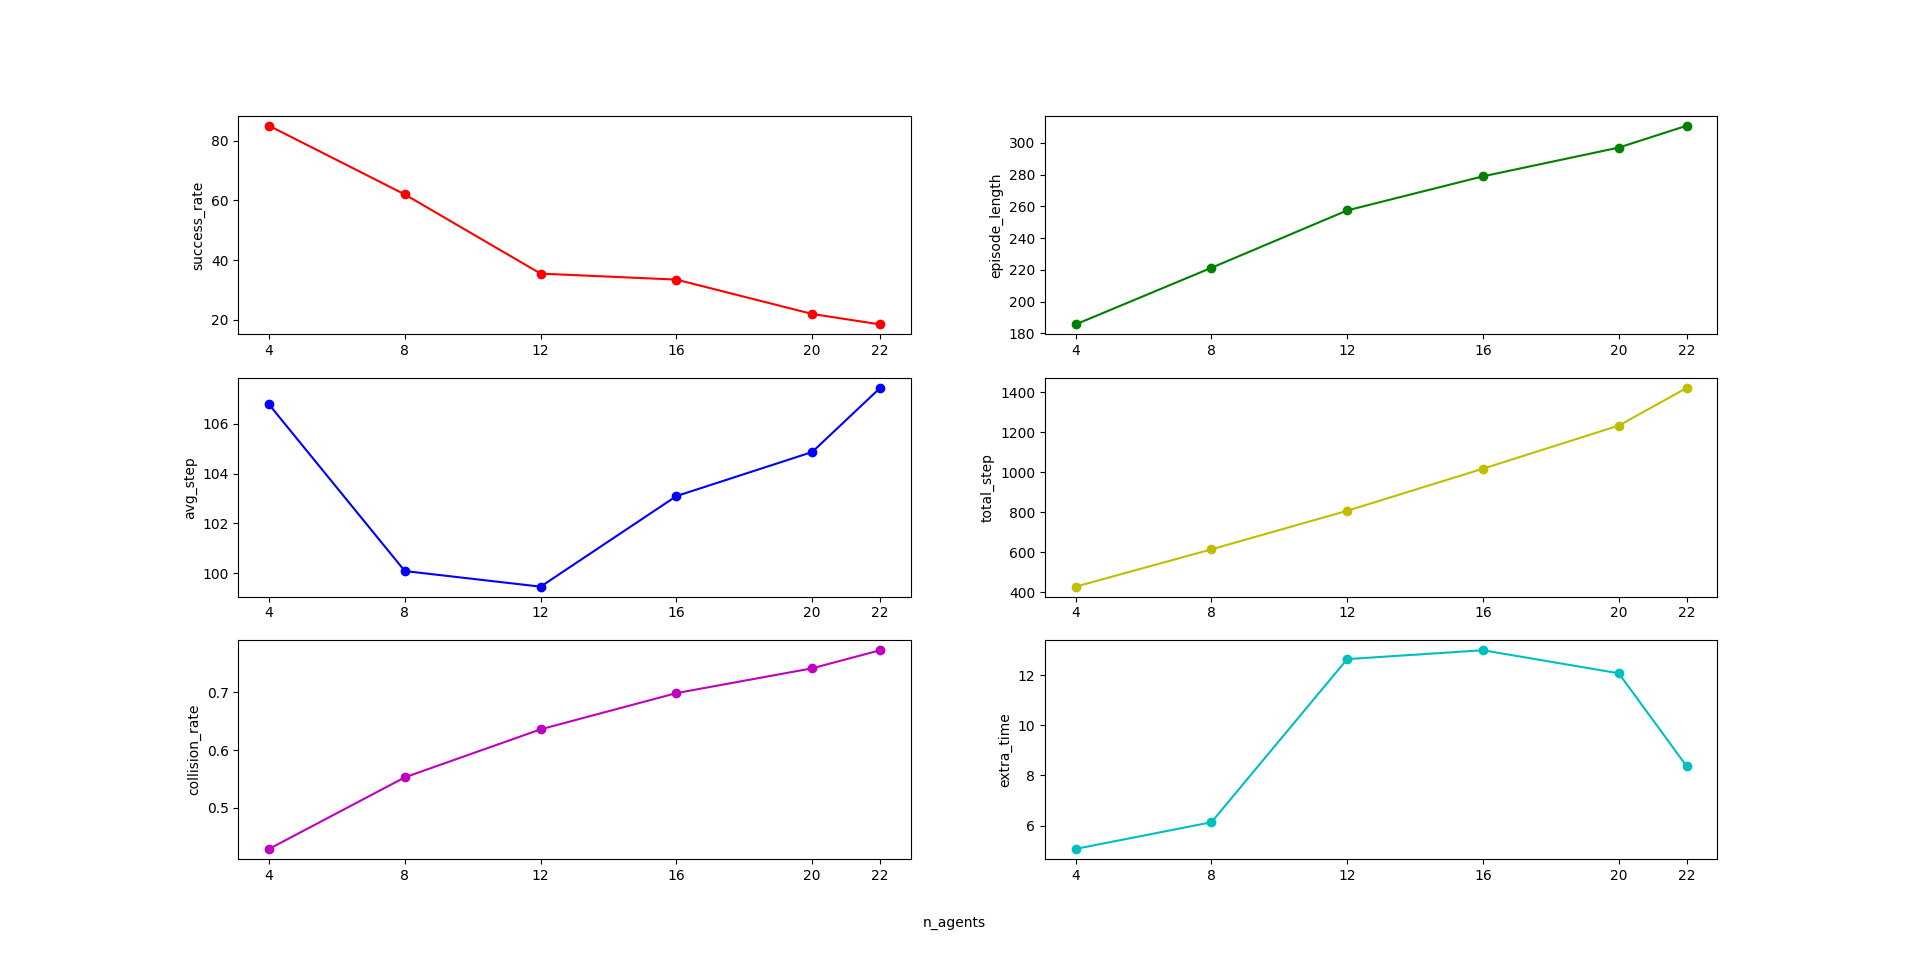 success_rate
80
60
40
20
4 8 12 16 20 22
episode_length
300
280
260
240
220
200
180
4 8 12 16 20 22
avg_step
106
104
102
100
4 8 12 16 20 22
total_step
1400
1200
1000
800
600
400
4 8 12 16 20 22
collision_rate
0.7
0.6
0.5
4 8 12 16 20 22
extra_time
12
10
8
6
4 8 12 16 20 22
n_agents